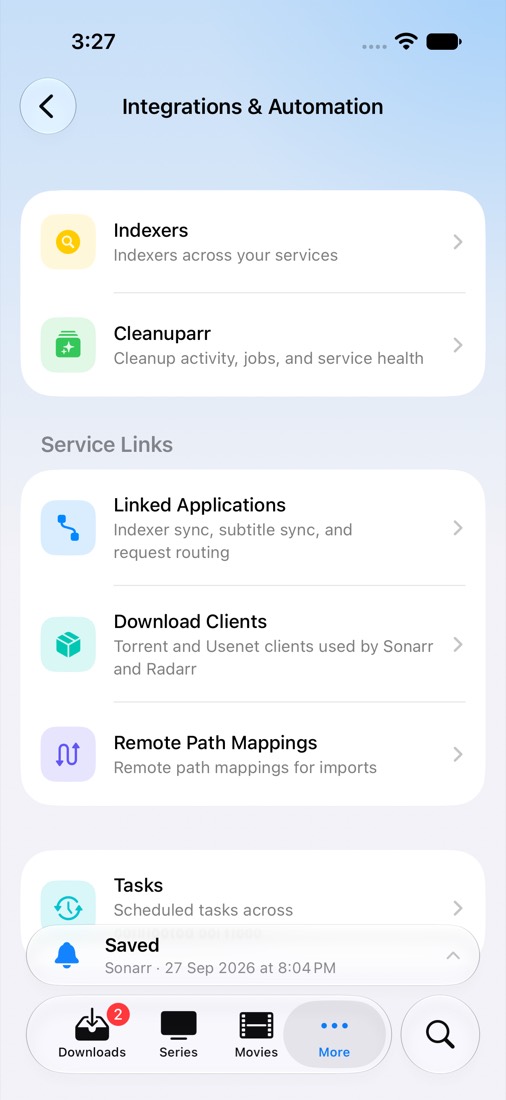 3:27
Integrations & Automation
Indexers
Indexers across your services
Cleanuparr
Cleanup activity, jobs, and service health
Service Links
Linked Applications
Indexer sync, subtitle sync, and
request routing
Download Clients
Torrent and Usenet clients used by Sonarr
and Radarr
Remote Path Mappings
Remote path mappings for imports
Tasks
Scheduled tasks across
Saved
Sonarr · 27 Sep 2026 at 8:04 PM
2
Downloads
Series
Movies
More